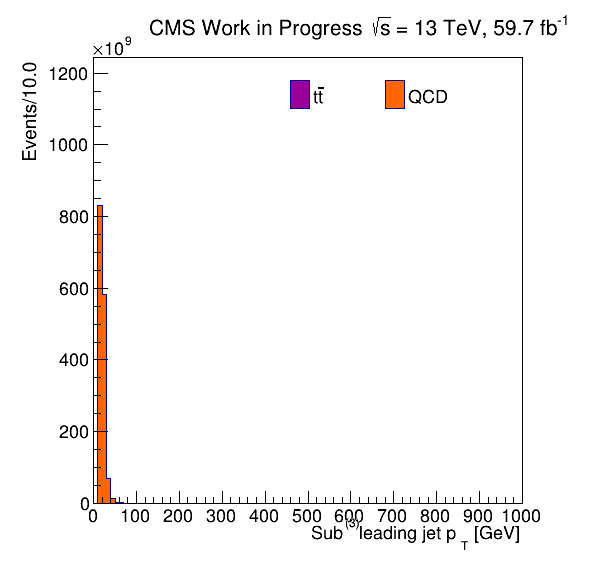 CMS Work in Progress √s = 13 TeV, 59.7 fb⁻¹
×10⁹
Events/10.0
1200
1000
800
600
400
200
0
tt̄
QCD
0 100 200 300 400 500 600 700 800 900 1000
Sub⁽³⁾leading jet p_T [GeV]